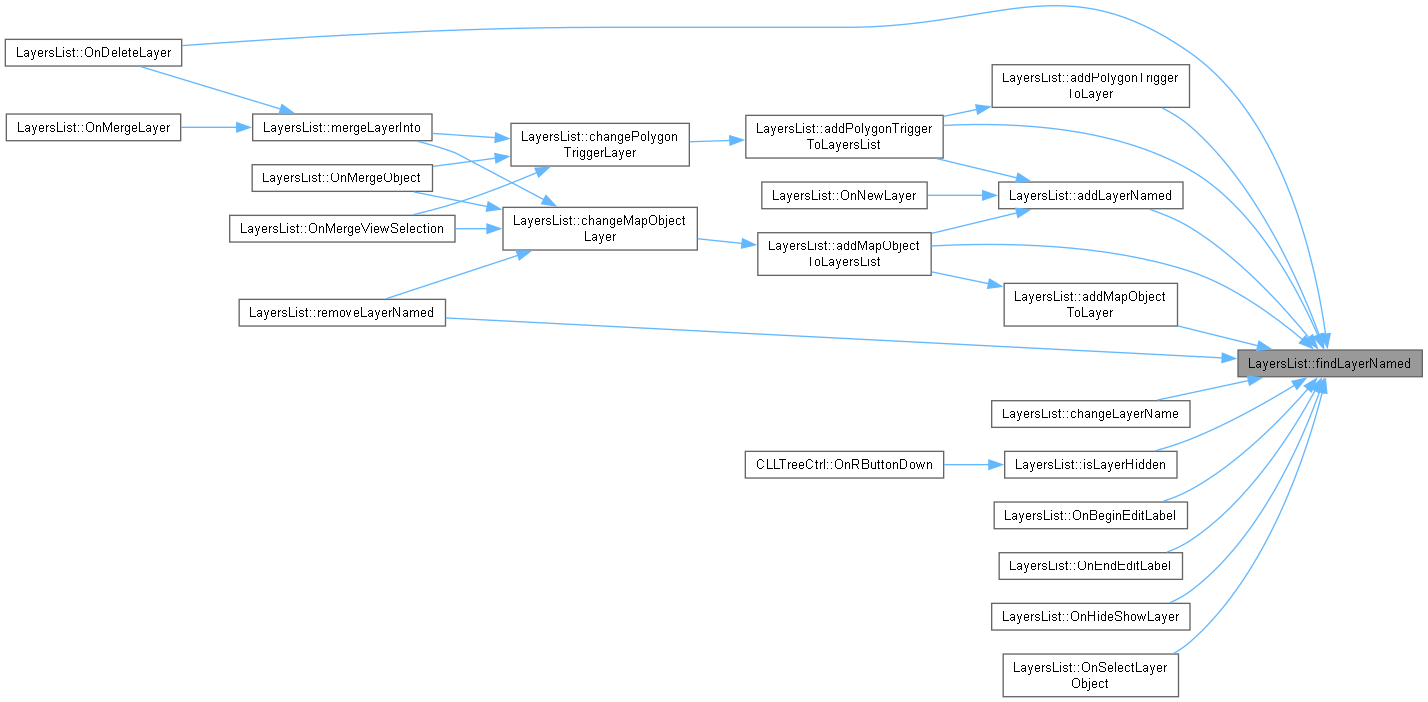 LayersList::OnDeleteLayer
LayersList::OnMergeLayer
LayersList::mergeLayerInto
LayersList::OnMergeObject
LayersList::OnMergeViewSelection
LayersList::removeLayerNamed
LayersList::changePolygon
TriggerLayer
LayersList::changeMapObject
Layer
LayersList::addPolygonTrigger
ToLayersList
LayersList::OnNewLayer
LayersList::addMapObject
ToLayersList
CLLTreeCtrl::OnRButtonDown
LayersList::addPolygonTrigger
ToLayer
LayersList::addLayerNamed
LayersList::addMapObject
ToLayer
LayersList::changeLayerName
LayersList::isLayerHidden
LayersList::OnBeginEditLabel
LayersList::OnEndEditLabel
LayersList::OnHideShowLayer
LayersList::OnSelectLayer
Object
LayersList::findLayerNamed